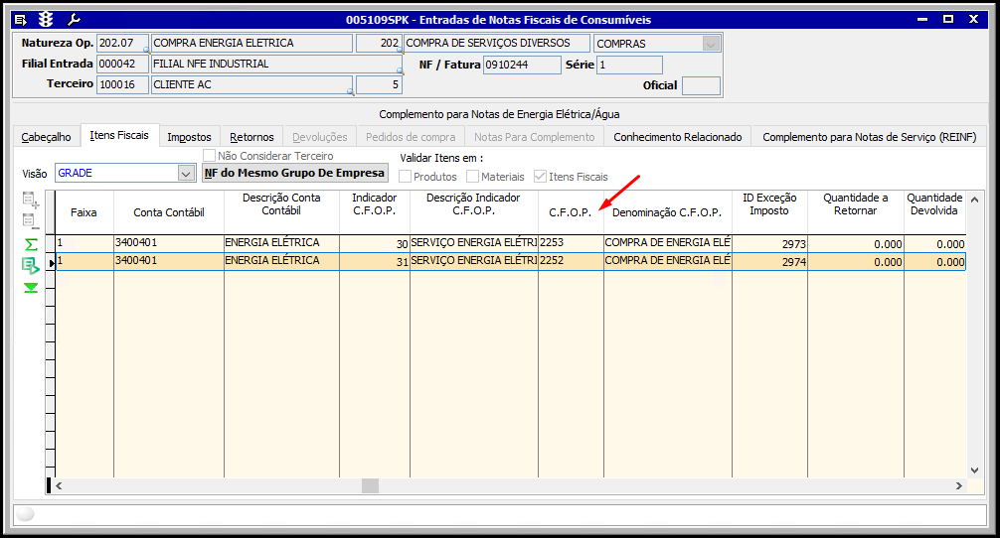 005109SPK - Entradas de Notas Fiscais de Consumíveis
Natureza Op. 202.07 COMPRA ENERGIA ELETRICA 202 COMPRA DE SERVIÇOS DIVERSOS COMPRAS
Filial Entrada 000042 FILIAL NFE INDUSTRIAL NF / Fatura 0910244 Série 1
Terceiro 100016 CLIENTE AC 5 Oficial
Complemento para Notas de Energia Elétrica/Água
Cabeçalho Itens Fiscais Impostos Retornos Devoluções Pedidos de compra Notas Para Complemento Conhecimento Relacionado Complemento para Notas de Serviço (REINF)
Não Considerar Terceiro Validar Itens em :
Visão GRADE NF do Mesmo Grupo De Empresa Produtos Materiais Itens Fiscais
Faixa Conta Contábil Descrição Conta Contábil Indicador C.F.O.P. Descrição Indicador C.F.O.P. C.F.O.P. Denominação C.F.O.P. ID Exceção Imposto Quantidade a Retornar Quantidade Devolvida
1 3400401 ENERGIA ELÉTRICA 30 SERVIÇO ENERGIA ELÉTRI 2253 COMPRA DE ENERGIA ELÉ 2973 0.000 0.000
1 3400401 ENERGIA ELÉTRICA 31 SERVIÇO ENERGIA ELÉTRI 2252 COMPRA DE ENERGIA ELÉ 2974 0.000 0.000